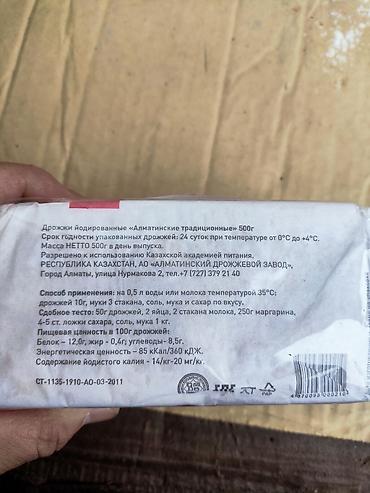 Дрожжи йодированные «Алматинские традиционные» 500г
Срок годности упакованных дрожжей: 24 суток при температуре от 0°С до +4°С.
Масса НЕТТО 500г в день выпуска.
Разрешено к использованию Казахской академией питания.
РЕСПУБЛИКА КАЗАХСТАН, АО «АЛМАТИНСКИЙ ДРОЖЖЕВОЙ ЗАВОД»,
Город Алматы, улица Нурмакова 2, тел.+7 (727) 379 21 40
Способ применения: на 0,5 л воды или молока температурой 35°С:
дрожжей 10г, муки 3 стакана, соль, мука и сахар по вкусу.
Сдобное тесто: 50г дрожжей, 2 яйца, 2 стакана молока, 250г маргарина,
4-5 ст. ложки сахара, соль, мука 1 кг.
Пищевая ценность в 100г дрожжей:
Белок – 12,0г, жир - 0,4г; углеводы- 8,5г.
Энергетическая ценность – 85 кКал/360 кДЖ.
Содержание йодистого калия - 14/кг-20 мг/кг.
СТ-1135-1910-АО-03-2011
PAP